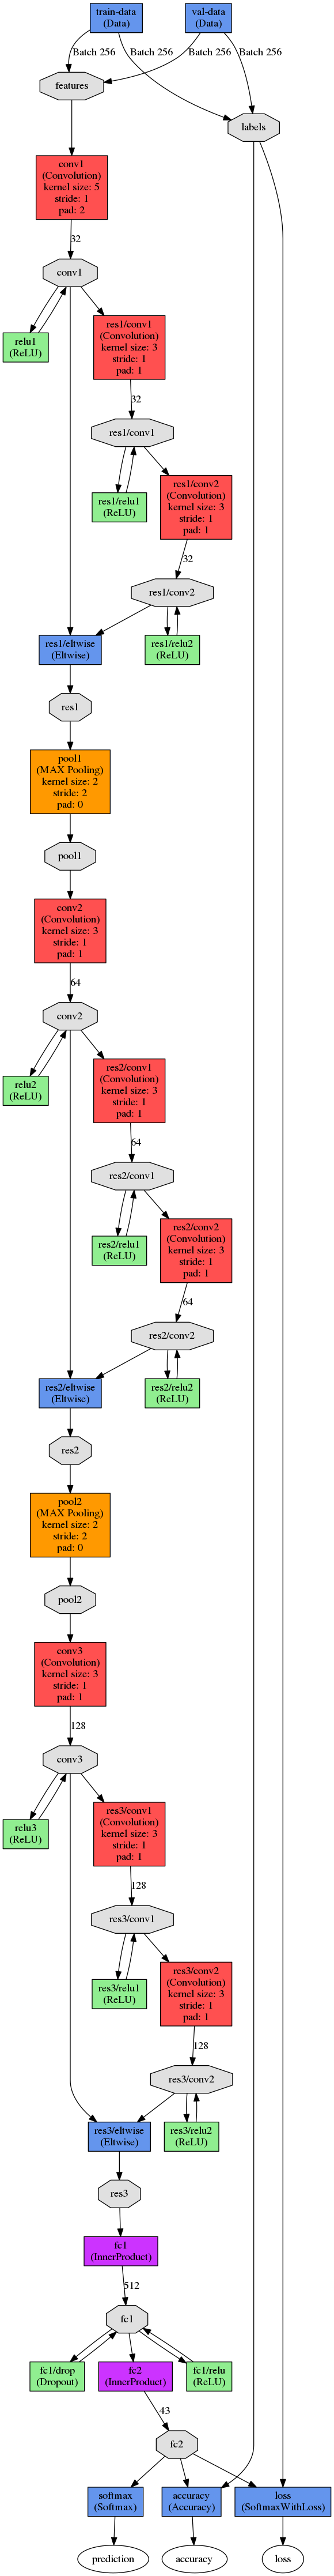 train-data
(Data)
val-data
(Data)
Batch 256
Batch 256
Batch 256
Batch 256
features
labels
conv1
(Convolution)
kernel size: 5
stride: 1
pad: 2
32
conv1
relu1
(ReLU)
res1/conv1
(Convolution)
kernel size: 3
stride: 1
pad: 1
32
res1/conv1
res1/relu1
(ReLU)
res1/conv2
(Convolution)
kernel size: 3
stride: 1
pad: 1
32
res1/conv2
res1/eltwise
(Eltwise)
res1/relu2
(ReLU)
res1
pool1
(MAX Pooling)
kernel size: 2
stride: 2
pad: 0
pool1
conv2
(Convolution)
kernel size: 3
stride: 1
pad: 1
64
conv2
relu2
(ReLU)
res2/conv1
(Convolution)
kernel size: 3
stride: 1
pad: 1
64
res2/conv1
res2/relu1
(ReLU)
res2/conv2
(Convolution)
kernel size: 3
stride: 1
pad: 1
64
res2/conv2
res2/eltwise
(Eltwise)
res2/relu2
(ReLU)
res2
pool2
(MAX Pooling)
kernel size: 2
stride: 2
pad: 0
pool2
conv3
(Convolution)
kernel size: 3
stride: 1
pad: 1
128
conv3
relu3
(ReLU)
res3/conv1
(Convolution)
kernel size: 3
stride: 1
pad: 1
128
res3/conv1
res3/relu1
(ReLU)
res3/conv2
(Convolution)
kernel size: 3
stride: 1
pad: 1
128
res3/conv2
res3/eltwise
(Eltwise)
res3/relu2
(ReLU)
res3
fc1
(InnerProduct)
512
fc1
fc1/drop
(Dropout)
fc2
(InnerProduct)
fc1/relu
(ReLU)
43
fc2
softmax
(Softmax)
accuracy
(Accuracy)
loss
(SoftmaxWithLoss)
prediction
accuracy
loss